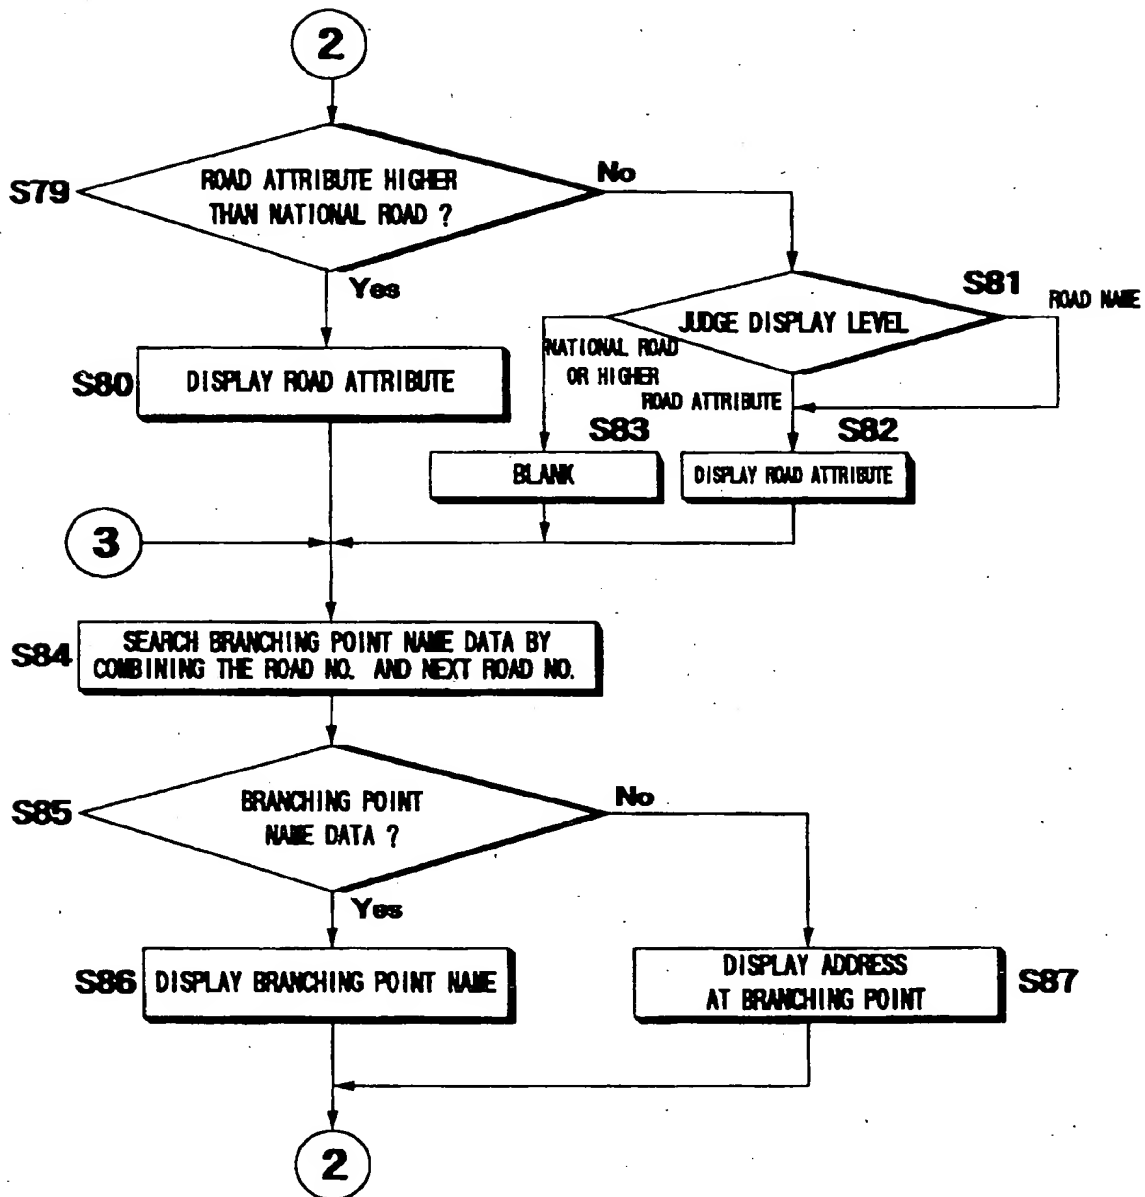 2
S79
ROAD ATTRIBUTE HIGHER
THAN NATIONAL ROAD ?
No
Yes
S81
ROAD NAME
JUDGE DISPLAY LEVEL
NATIONAL ROAD
OR HIGHER
ROAD ATTRIBUTE
S80
DISPLAY ROAD ATTRIBUTE
S83
BLANK
S82
DISPLAY ROAD ATTRIBUTE
3
S84
SEARCH BRANCHING POINT NAME DATA BY
COMBINING THE ROAD NO. AND NEXT ROAD NO.
S85
BRANCHING POINT
NAME DATA ?
No
Yes
S86
DISPLAY BRANCHING POINT NAME
DISPLAY ADDRESS
AT BRANCHING POINT
S87
2